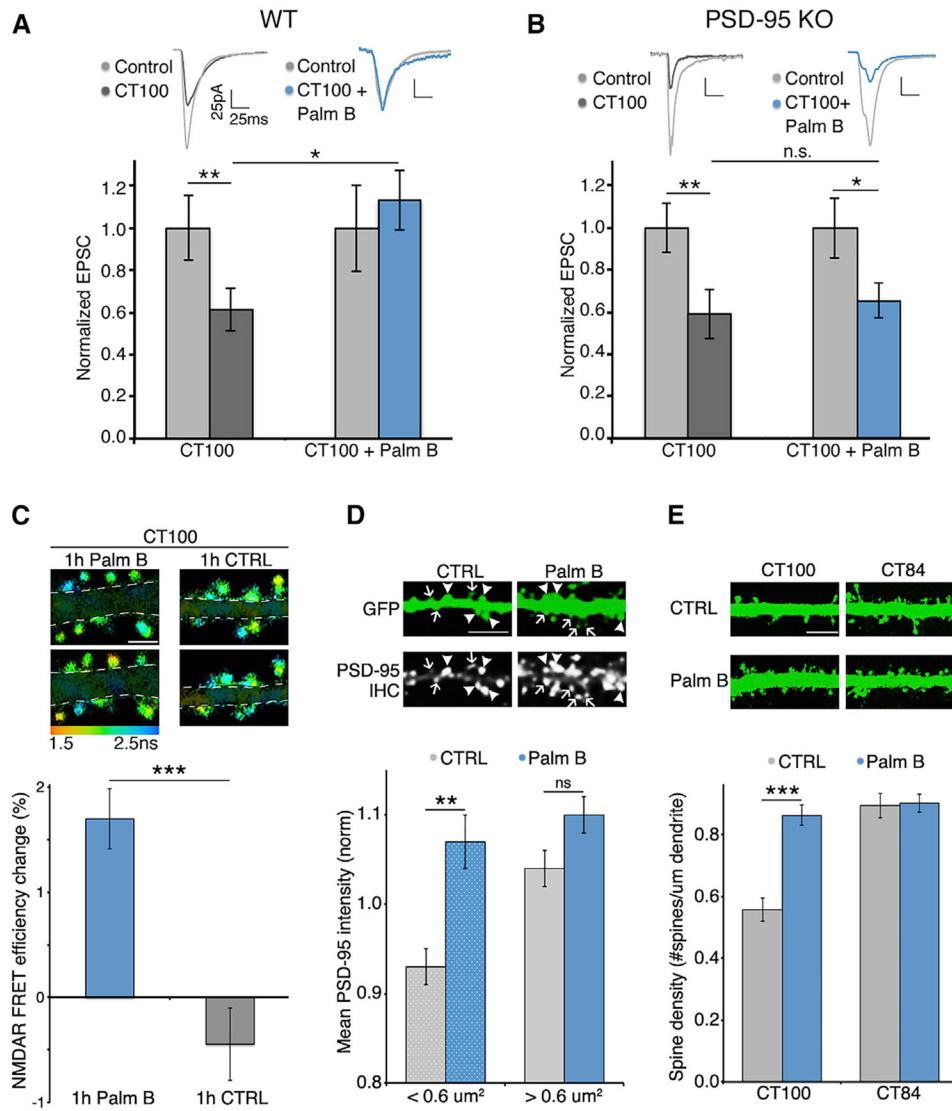 A
WT
Control
CT100
25pA
25ms
Control
CT100 +
Palm B
Normalized EPSC
1.2
1.0
0.8
0.6
0.4
0.2
0.0
**
*
CT100
CT100 + Palm B
B
PSD-95 KO
Control
CT100
Control
CT100+
Palm B
n.s.
Normalized EPSC
1.2
1.0
0.8
0.6
0.4
0.2
0.0
**
*
CT100
CT100 + Palm B
C
CT100
1h Palm B
1h CTRL
1.5
2.5ns
NMDAR FRET efficiency change (%)
2
1
0
-1
***
1h Palm B
1h CTRL
D
CTRL
Palm B
GFP
PSD-95
IHC
CTRL
Palm B
Mean PSD-95 intensity (norm)
1.1
1.0
0.9
0.8
**
ns
< 0.6 um²
> 0.6 um²
E
CT100
CT84
CTRL
Palm B
CTRL
Palm B
Spine density (#spines/um dendrite)
0.8
0.6
0.4
0.2
0
***
CT100
CT84